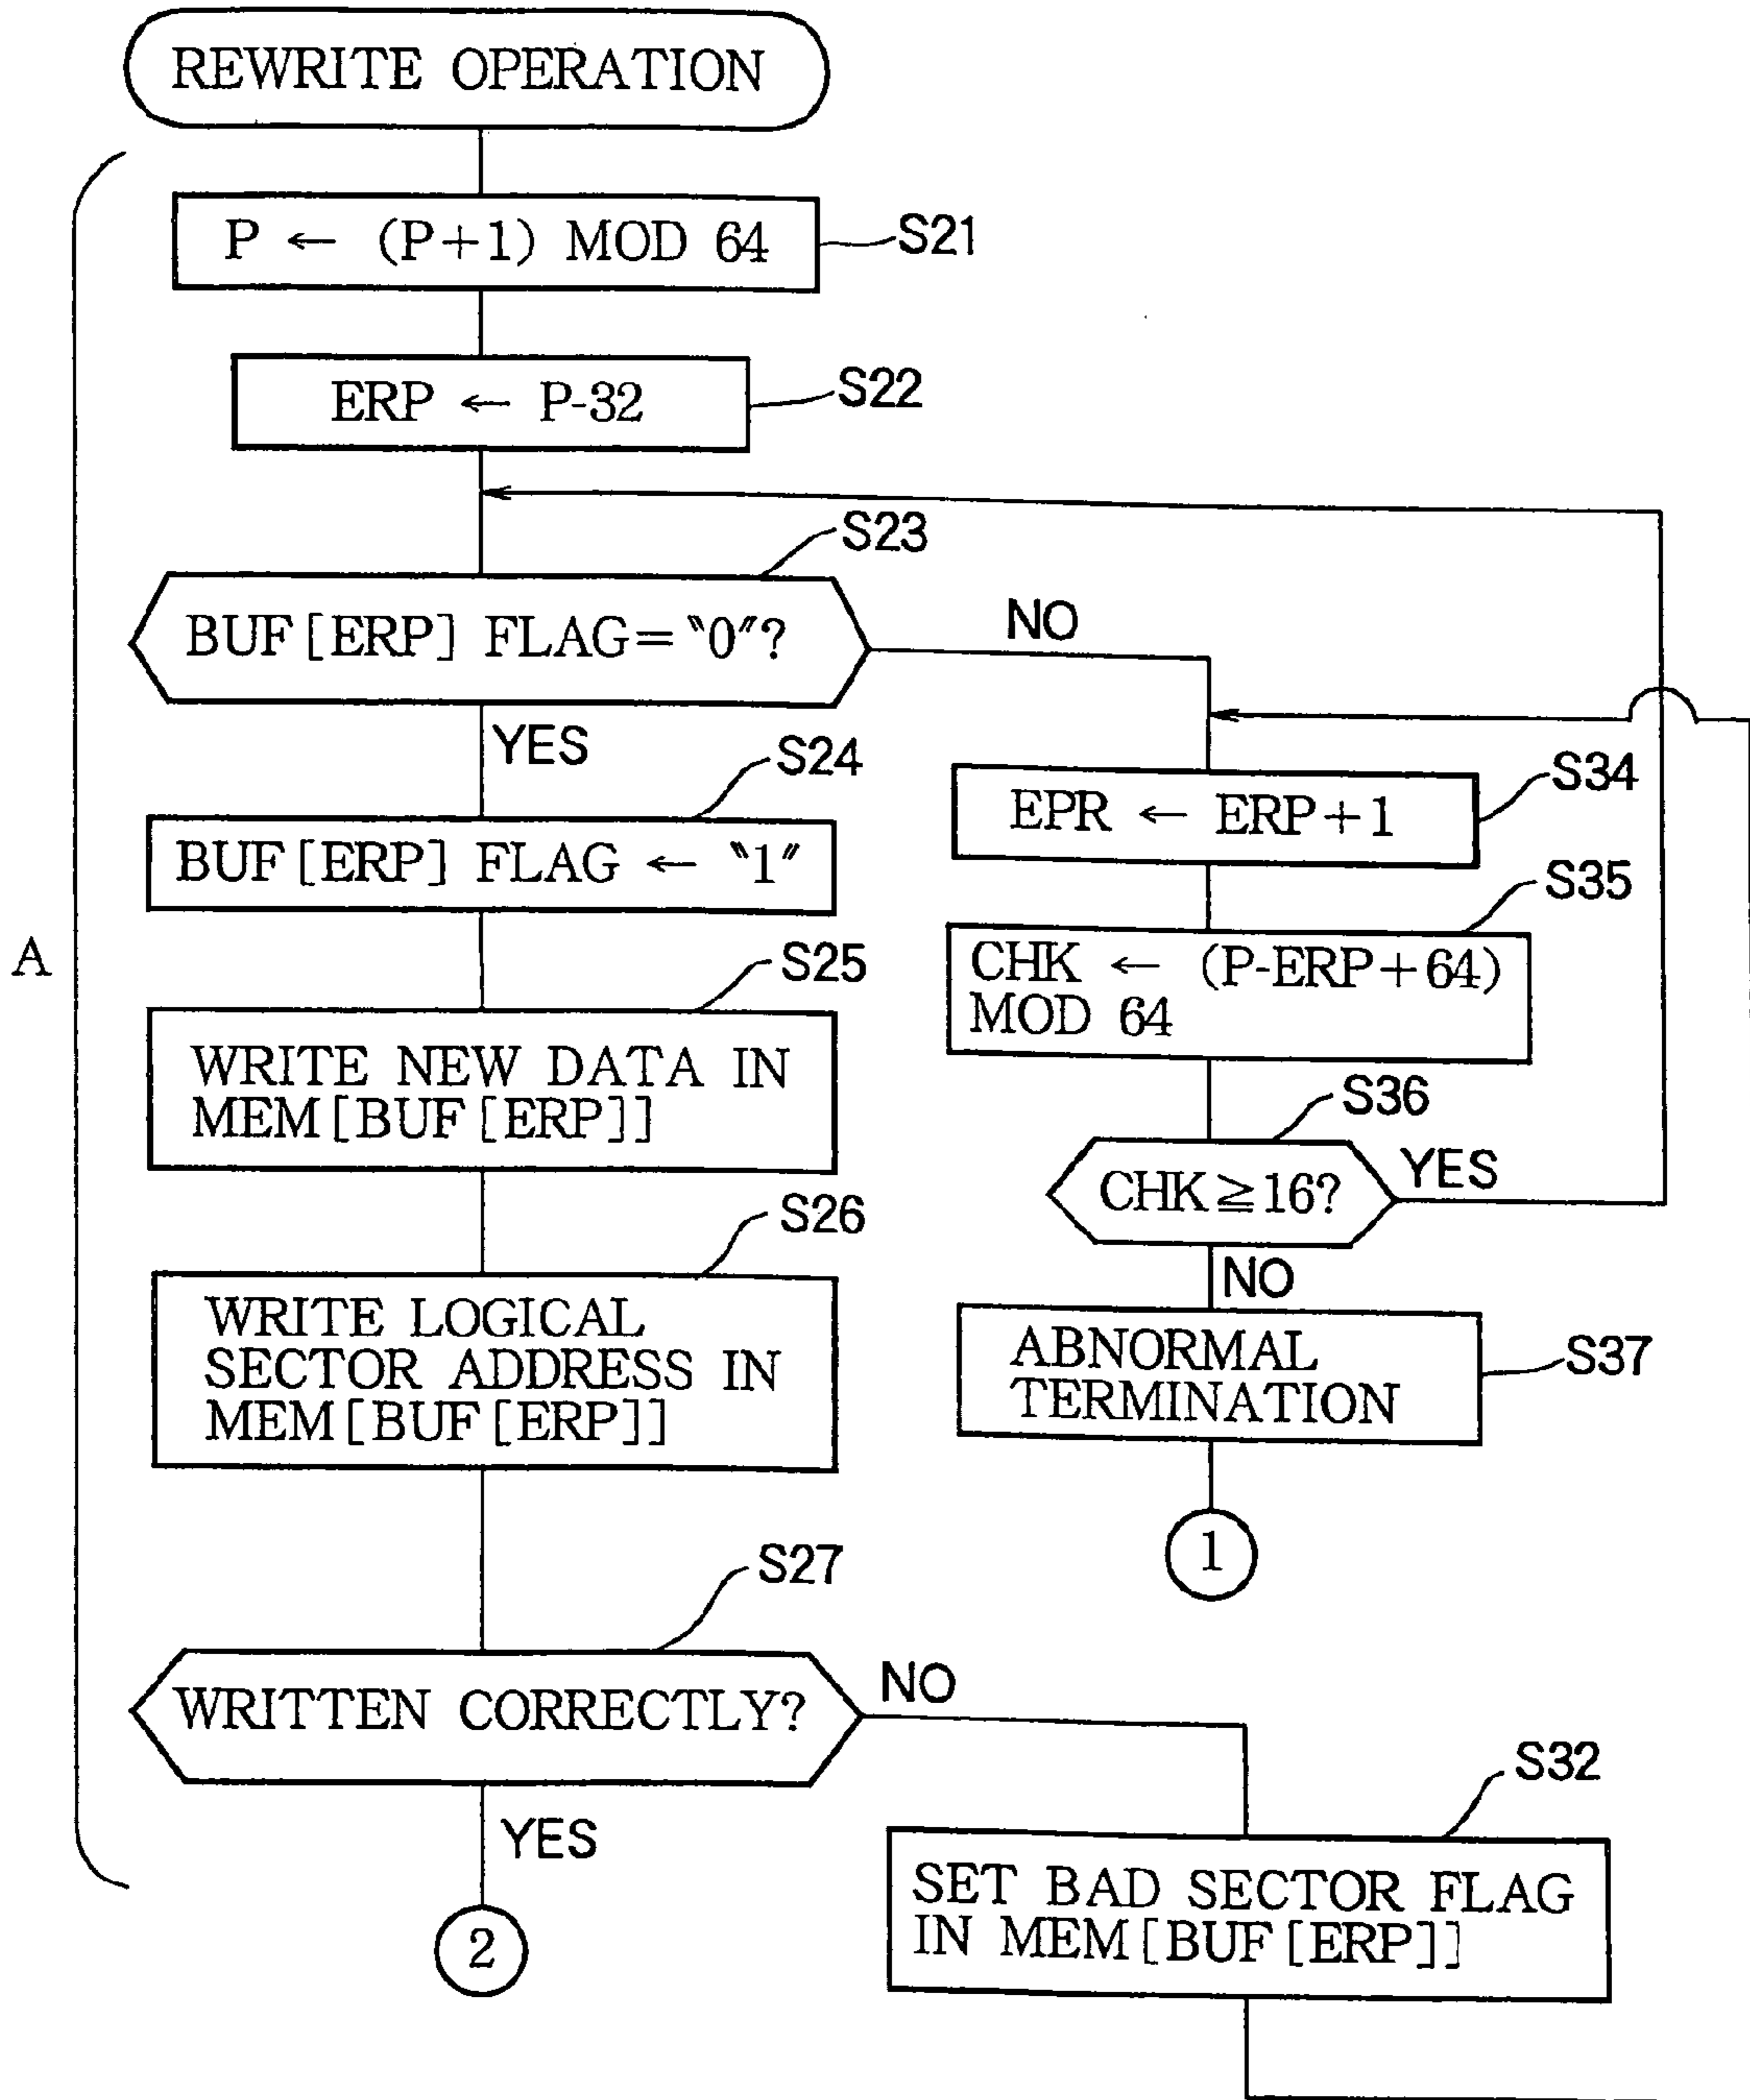 REWRITE OPERATION
P ← (P+1) MOD 64
S21
ERP ← P-32
S22
S23
BUF[ERP] FLAG=〝0″?
NO
YES
S24
BUF[ERP] FLAG ← 〝1″
S34
EPR ← ERP+1
S35
CHK ← (P-ERP+64)
MOD 64
A
S25
WRITE NEW DATA IN
MEM[BUF[ERP]]
S36
CHK≧16?
YES
NO
S26
WRITE LOGICAL
SECTOR ADDRESS IN
MEM[BUF[ERP]]
ABNORMAL
TERMINATION
S37
1
S27
WRITTEN CORRECTLY?
NO
YES
2
S32
SET BAD SECTOR FLAG
IN MEM[BUF[ERP]]